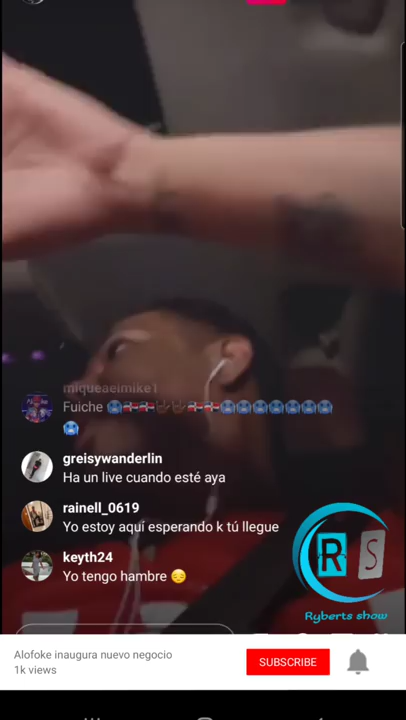 miqueaelmike1
Fuiche 🥶🇩🇴🇩🇴👏🏿👏🏿🇩🇴🇩🇴🥶🥶🥶🥶🥶🥶🥶
🥶
greisywanderlin
Ha un live cuando esté aya
rainell_0619
Yo estoy aquí esperando k tú llegue
keyth24
Yo tengo hambre 😔
R S
Ryberts show
Alofoke inaugura nuevo negocio
1k views
SUBSCRIBE